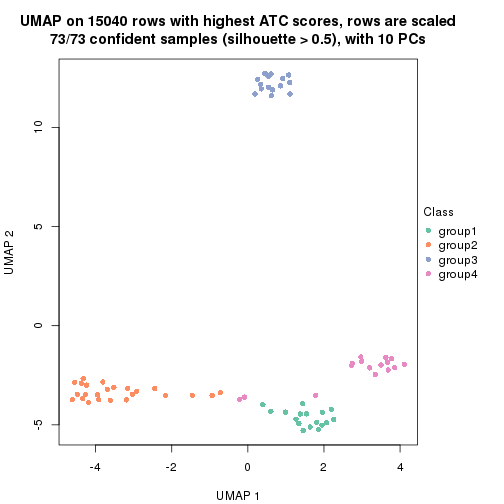 UMAP on 15040 rows with highest ATC scores, rows are scaled
73/73 confident samples (silhouette > 0.5), with 10 PCs
10
5
0
-5
UMAP 2
-4
-2
0
2
4
UMAP 1
Class
group1
group2
group3
group4